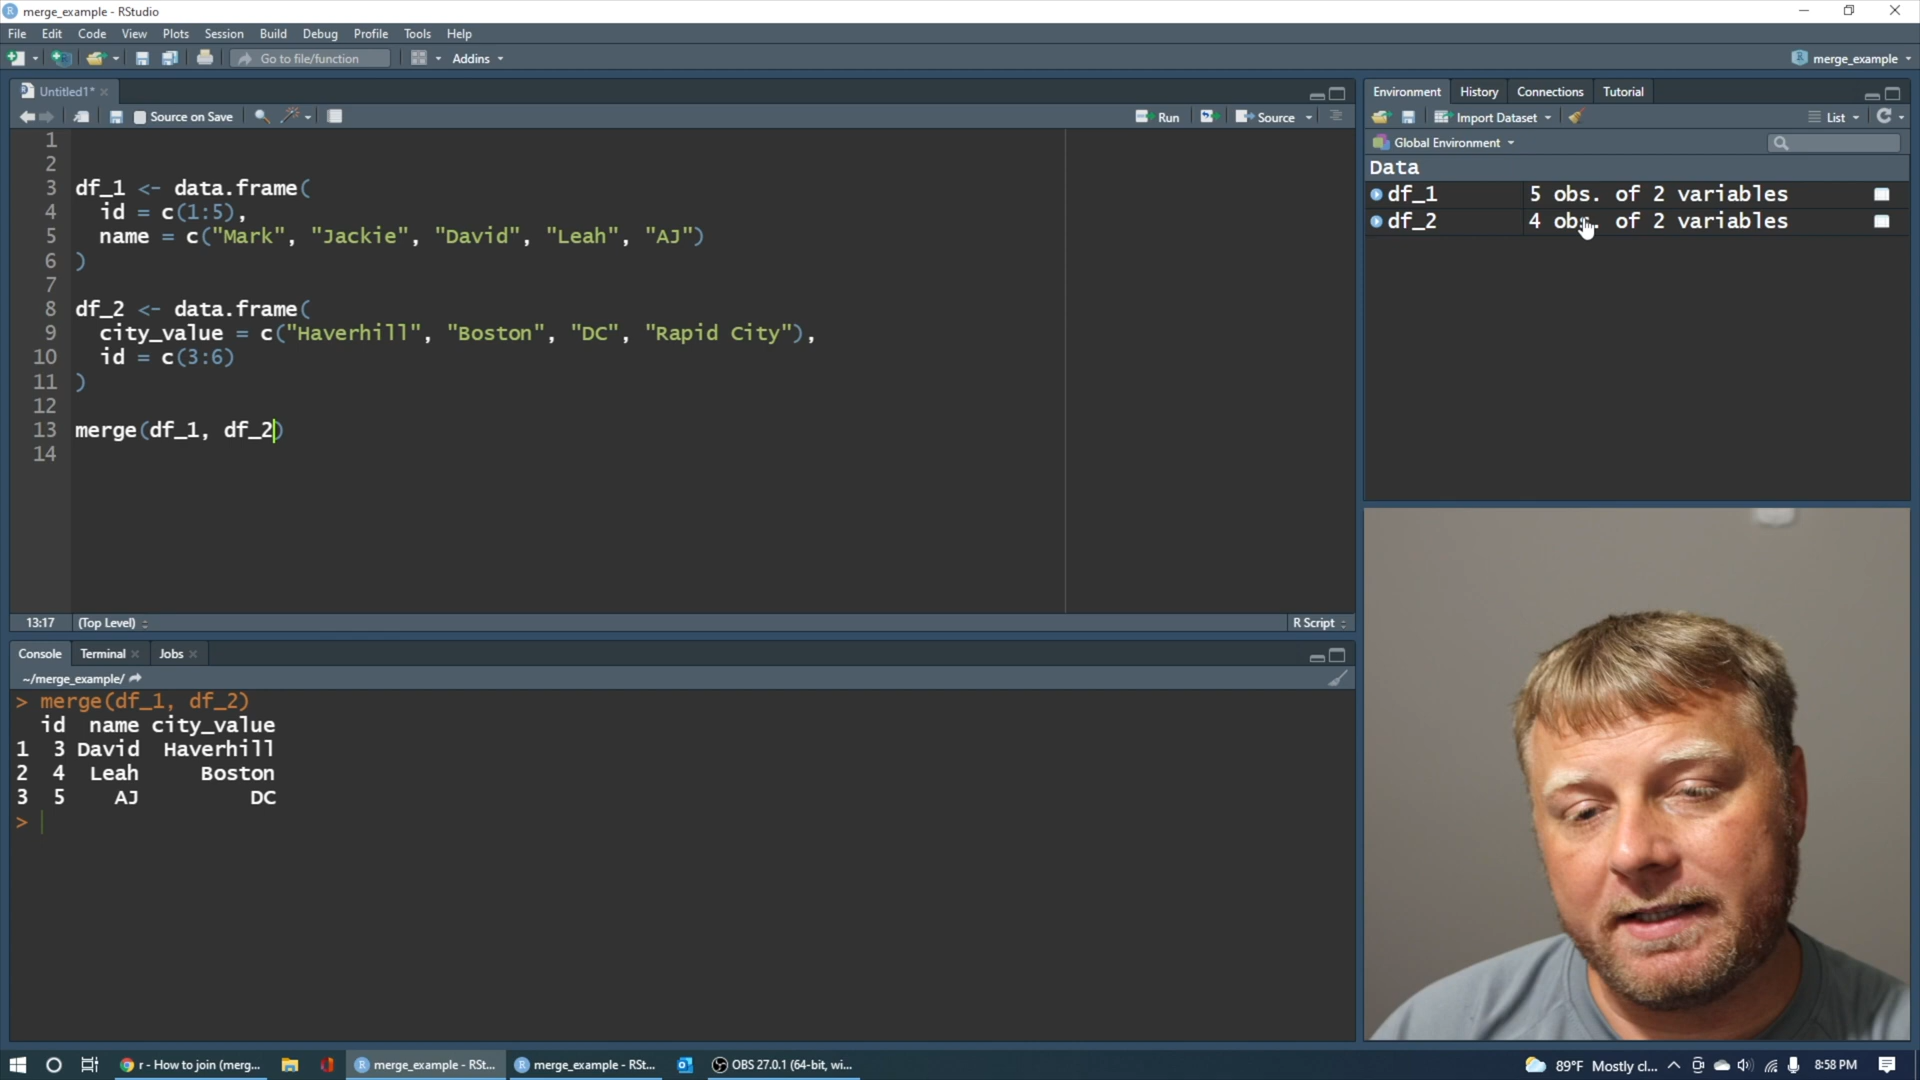 merge_example - RStudio
File Edit Code View Plots Session Build Debug Profile Tools Help
Go to file/function Addins merge_example
Untitled1*
Source on Save Run Source
1
2
3 df_1 <- data.frame(
4 id = c(1:5),
5 name = c("Mark", "Jackie", "David", "Leah", "AJ")
6 )
7
8 df_2 <- data.frame(
9 city_value = c("Haverhill", "Boston", "DC", "Rapid City"),
10 id = c(3:6)
11 )
12
13 merge(df_1, df_2)
14
13:17 (Top Level) R Script
Console Terminal Jobs
~/merge_example/
> merge(df_1, df_2)
id name city_value
1 3 David Haverhill
2 4 Leah Boston
3 5 AJ DC
>
Environment History Connections Tutorial
Import Dataset List
Global Environment
Data
df_1 5 obs. of 2 variables
df_2 4 obs. of 2 variables
r - How to join (merg... merge_example - RSt... merge_example - RSt... OBS 27.0.1 (64-bit, wi... 89°F Mostly cl... 8:58 PM